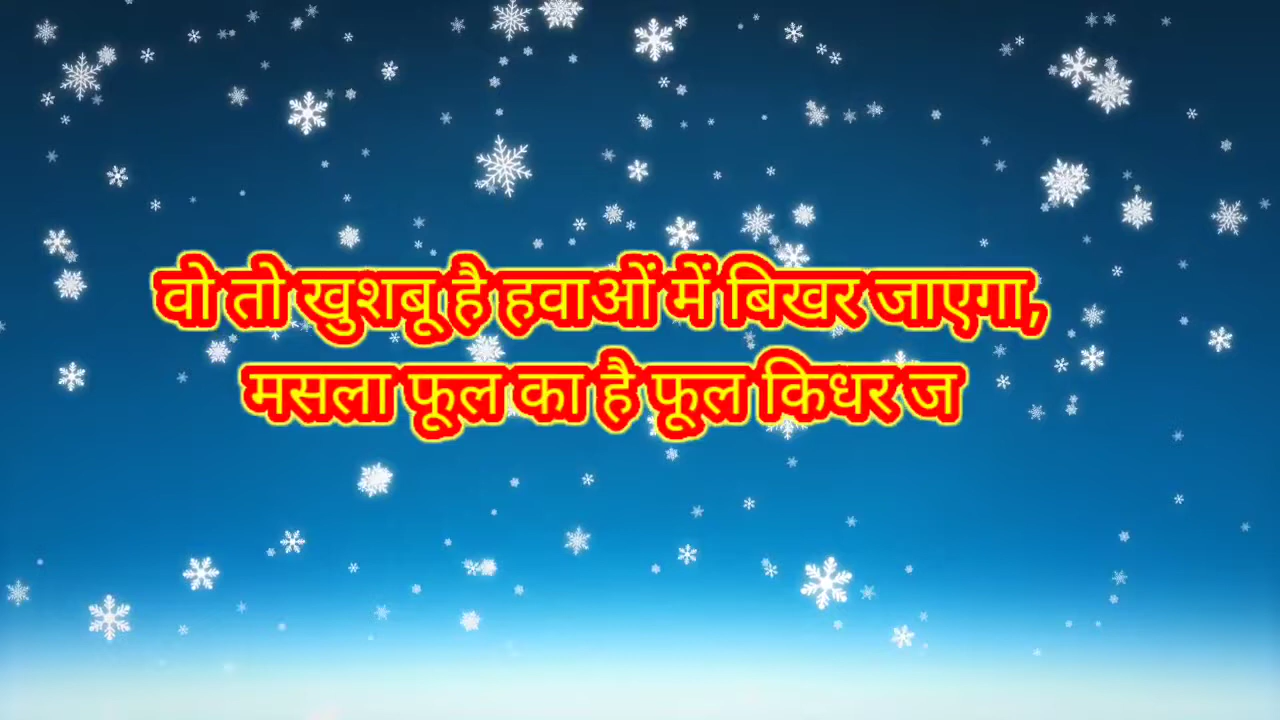 वो तो खुशबू है हवाओं में बिखर जाएगा,
मसला फूल का है फूल किधर ज